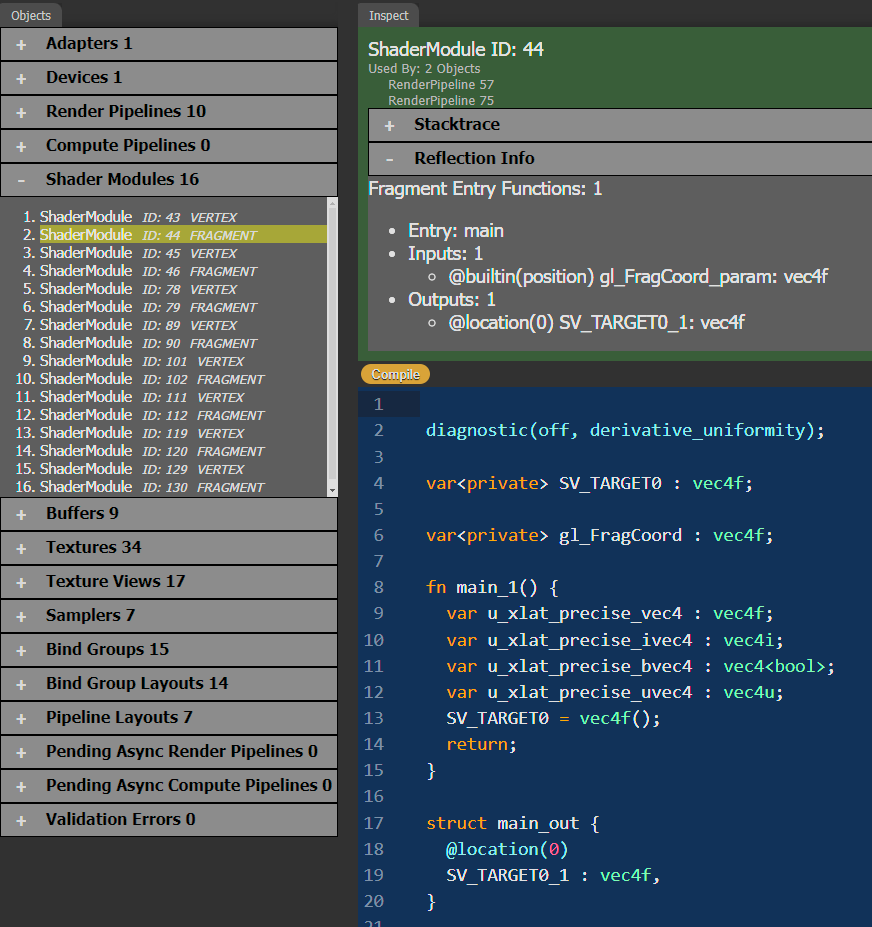 Objects
+ Adapters 1
+ Devices 1
+ Render Pipelines 10
+ Compute Pipelines 0
- Shader Modules 16
1. ShaderModule ID: 43 VERTEX
2. ShaderModule ID: 44 FRAGMENT
3. ShaderModule ID: 45 VERTEX
4. ShaderModule ID: 46 FRAGMENT
5. ShaderModule ID: 78 VERTEX
6. ShaderModule ID: 79 FRAGMENT
7. ShaderModule ID: 89 VERTEX
8. ShaderModule ID: 90 FRAGMENT
9. ShaderModule ID: 101 VERTEX
10. ShaderModule ID: 102 FRAGMENT
11. ShaderModule ID: 111 VERTEX
12. ShaderModule ID: 112 FRAGMENT
13. ShaderModule ID: 119 VERTEX
14. ShaderModule ID: 120 FRAGMENT
15. ShaderModule ID: 129 VERTEX
16. ShaderModule ID: 130 FRAGMENT
+ Buffers 9
+ Textures 34
+ Texture Views 17
+ Samplers 7
+ Bind Groups 15
+ Bind Group Layouts 14
+ Pipeline Layouts 7
+ Pending Async Render Pipelines 0
+ Pending Async Compute Pipelines 0
+ Validation Errors 0
Inspect
ShaderModule ID: 44
Used By: 2 Objects
RenderPipeline 57
RenderPipeline 75
+ Stacktrace
- Reflection Info
Fragment Entry Functions: 1
• Entry: main
• Inputs: 1
◦ @builtin(position) gl_FragCoord_param: vec4f
• Outputs: 1
◦ @location(0) SV_TARGET0_1: vec4f
Compile
1
2 diagnostic(off, derivative_uniformity);
3
4 var<private> SV_TARGET0 : vec4f;
5
6 var<private> gl_FragCoord : vec4f;
7
8 fn main_1() {
9 var u_xlat_precise_vec4 : vec4f;
10 var u_xlat_precise_ivec4 : vec4i;
11 var u_xlat_precise_bvec4 : vec4<bool>;
12 var u_xlat_precise_uvec4 : vec4u;
13 SV_TARGET0 = vec4f();
14 return;
15 }
16
17 struct main_out {
18 @location(0)
19 SV_TARGET0_1 : vec4f,
20 }
21